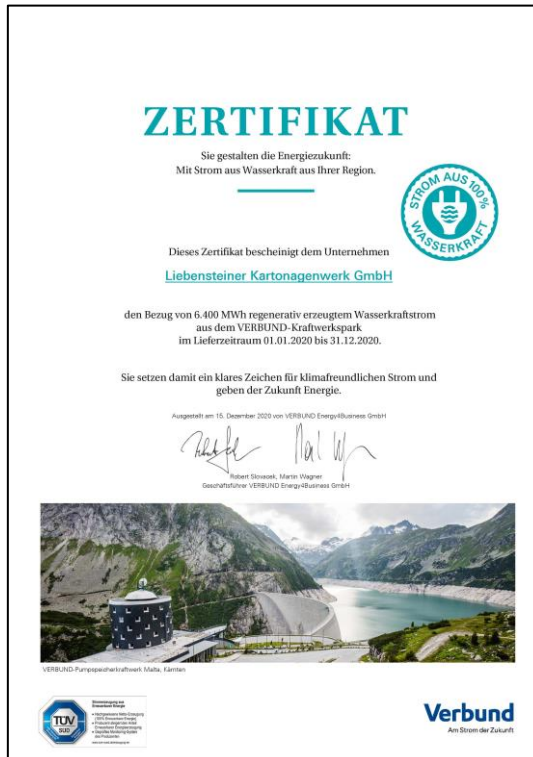 ZERTIFIKAT
Sie gestalten die Energiezukunft:
Mit Strom aus Wasserkraft aus Ihrer Region.
STROM AUS 100%
WASSERKRAFT
Dieses Zertifikat bescheinigt dem Unternehmen
Liebensteiner Kartonagenwerk GmbH
den Bezug von 6.400 MWh regenerativ erzeugtem Wasserkraftstrom
aus dem VERBUND-Kraftwerkspark
im Lieferzeitraum 01.01.2020 bis 31.12.2020.
Sie setzen damit ein klares Zeichen für klimafreundlichen Strom und
geben der Zukunft Energie.
Ausgestellt am 15. Dezember 2020 von VERBUND Energy4Business GmbH
Robert Slovacek, Martin Wagner
Geschäftsführer VERBUND Energy4Business GmbH
VERBUND-Pumpspeicherkraftwerk Malta, Kärnten
TÜV
SÜD
Stromerzeugung aus
Erneuerbarer Energie
Verbund
Am Strom der Zukunft